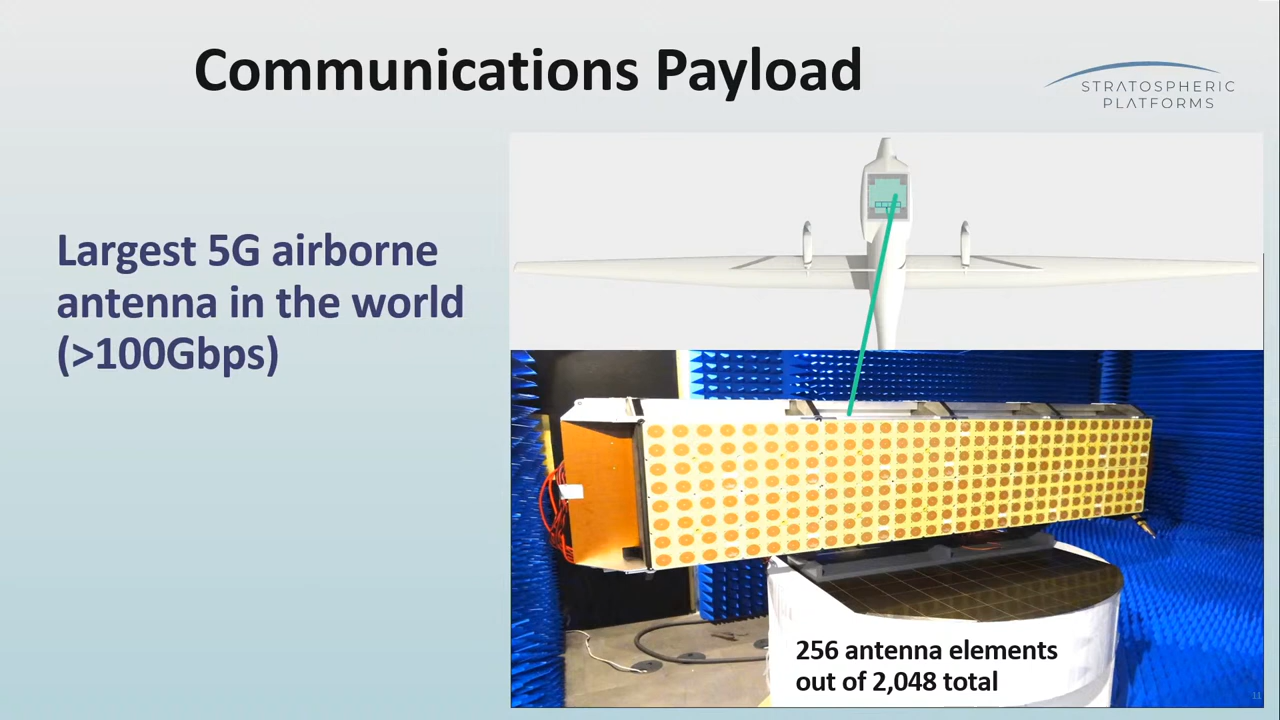 Communications Payload
STRATOSPHERIC
PLATFORMS
Largest 5G airborne
antenna in the world
(>100Gbps)
256 antenna elements
out of 2,048 total
11